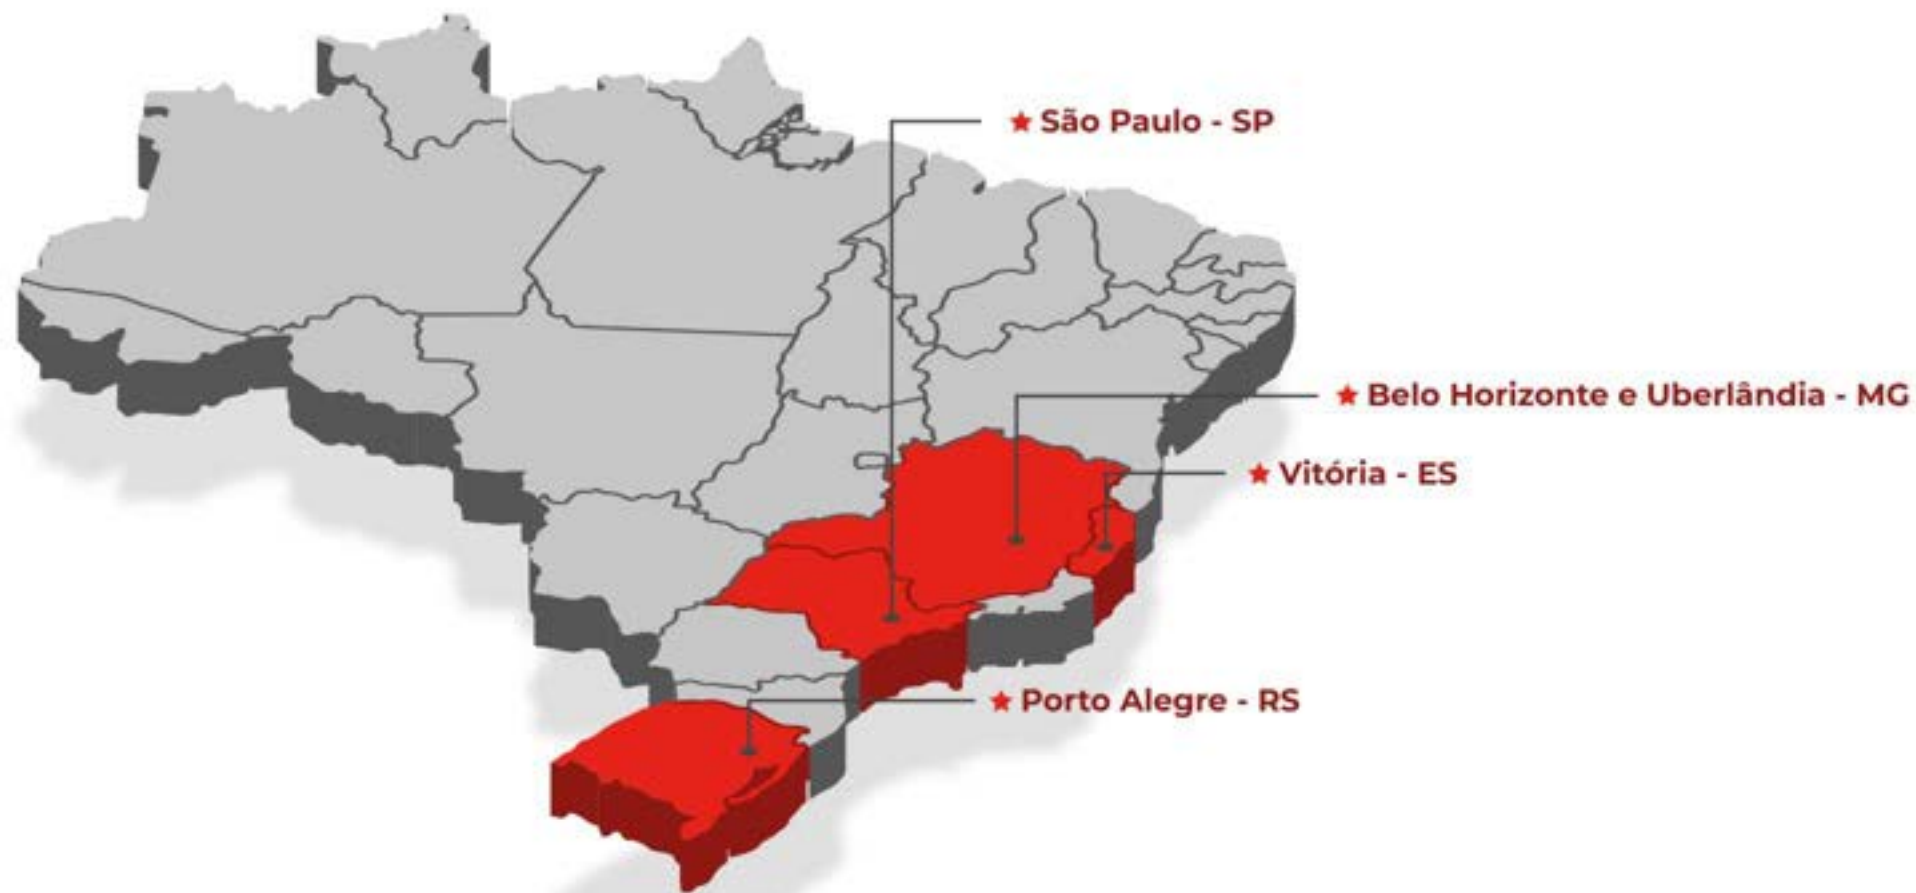 São Paulo - SP
Belo Horizonte e Uberlândia - MG
Vitória - ES
Porto Alegre - RS